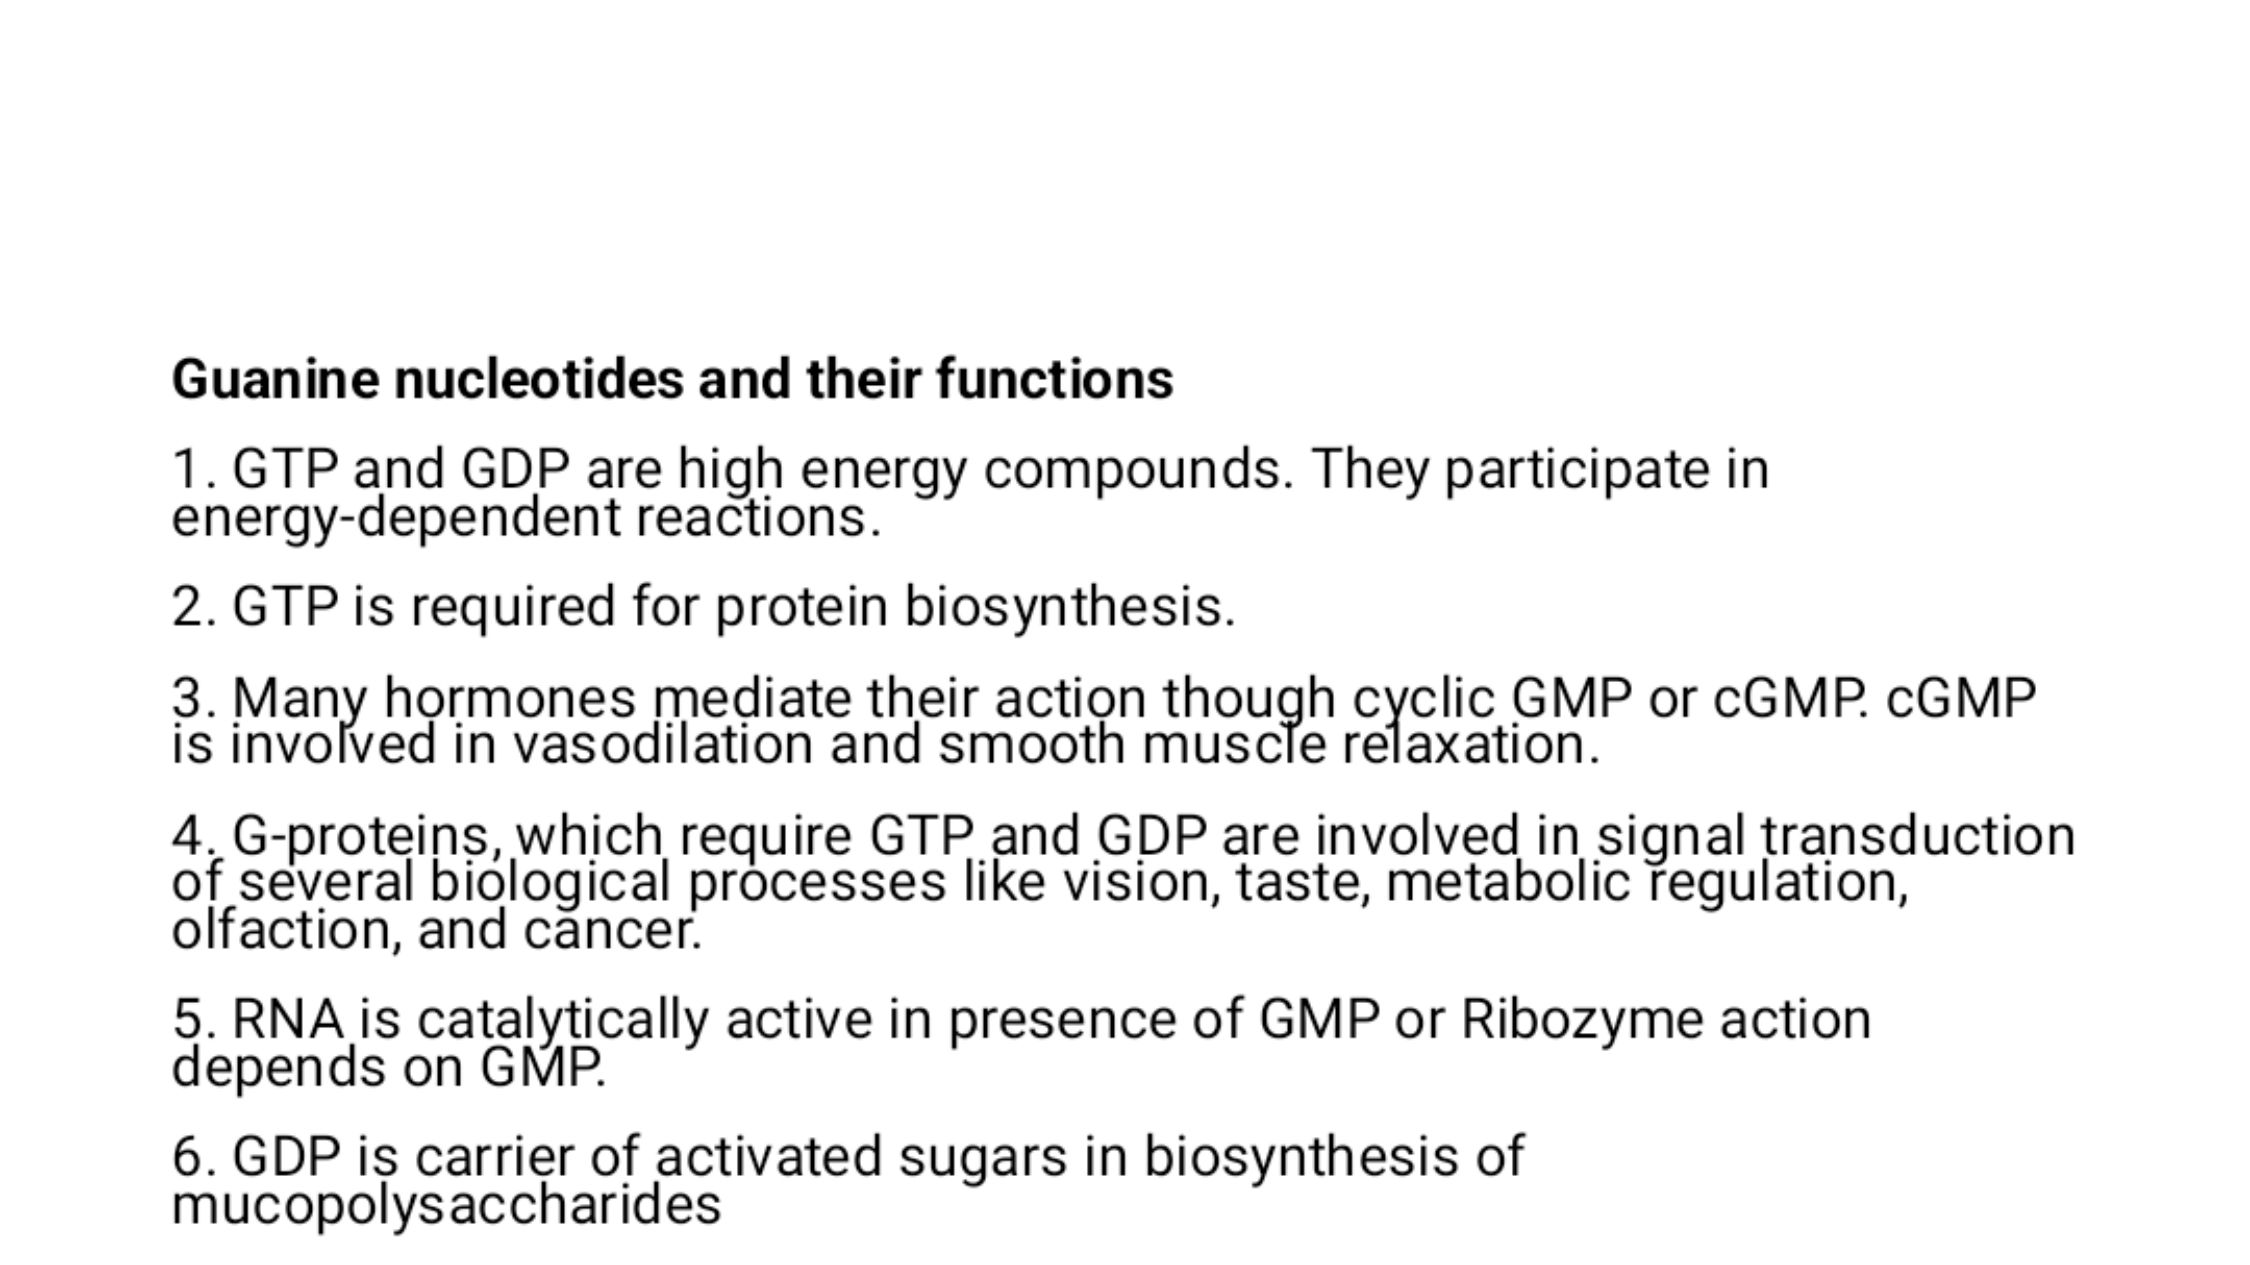 Guanine nucleotides and their functions
1. GTP and GDP are high energy compounds. They participate in
energy-dependent reactions.
2. GTP is required for protein biosynthesis.
3. Many hormones mediate their action though cyclic GMP or cGMP. cGMP
is involved in vasodilation and smooth muscle relaxation.
4. G-proteins, which require GTP and GDP are involved in signal transduction
of several biological processes like vision, taste, metabolic regulation,
olfaction, and cancer.
5. RNA is catalytically active in presence of GMP or Ribozyme action
depends on GMP.
6. GDP is carrier of activated sugars in biosynthesis of
mucopolysaccharides